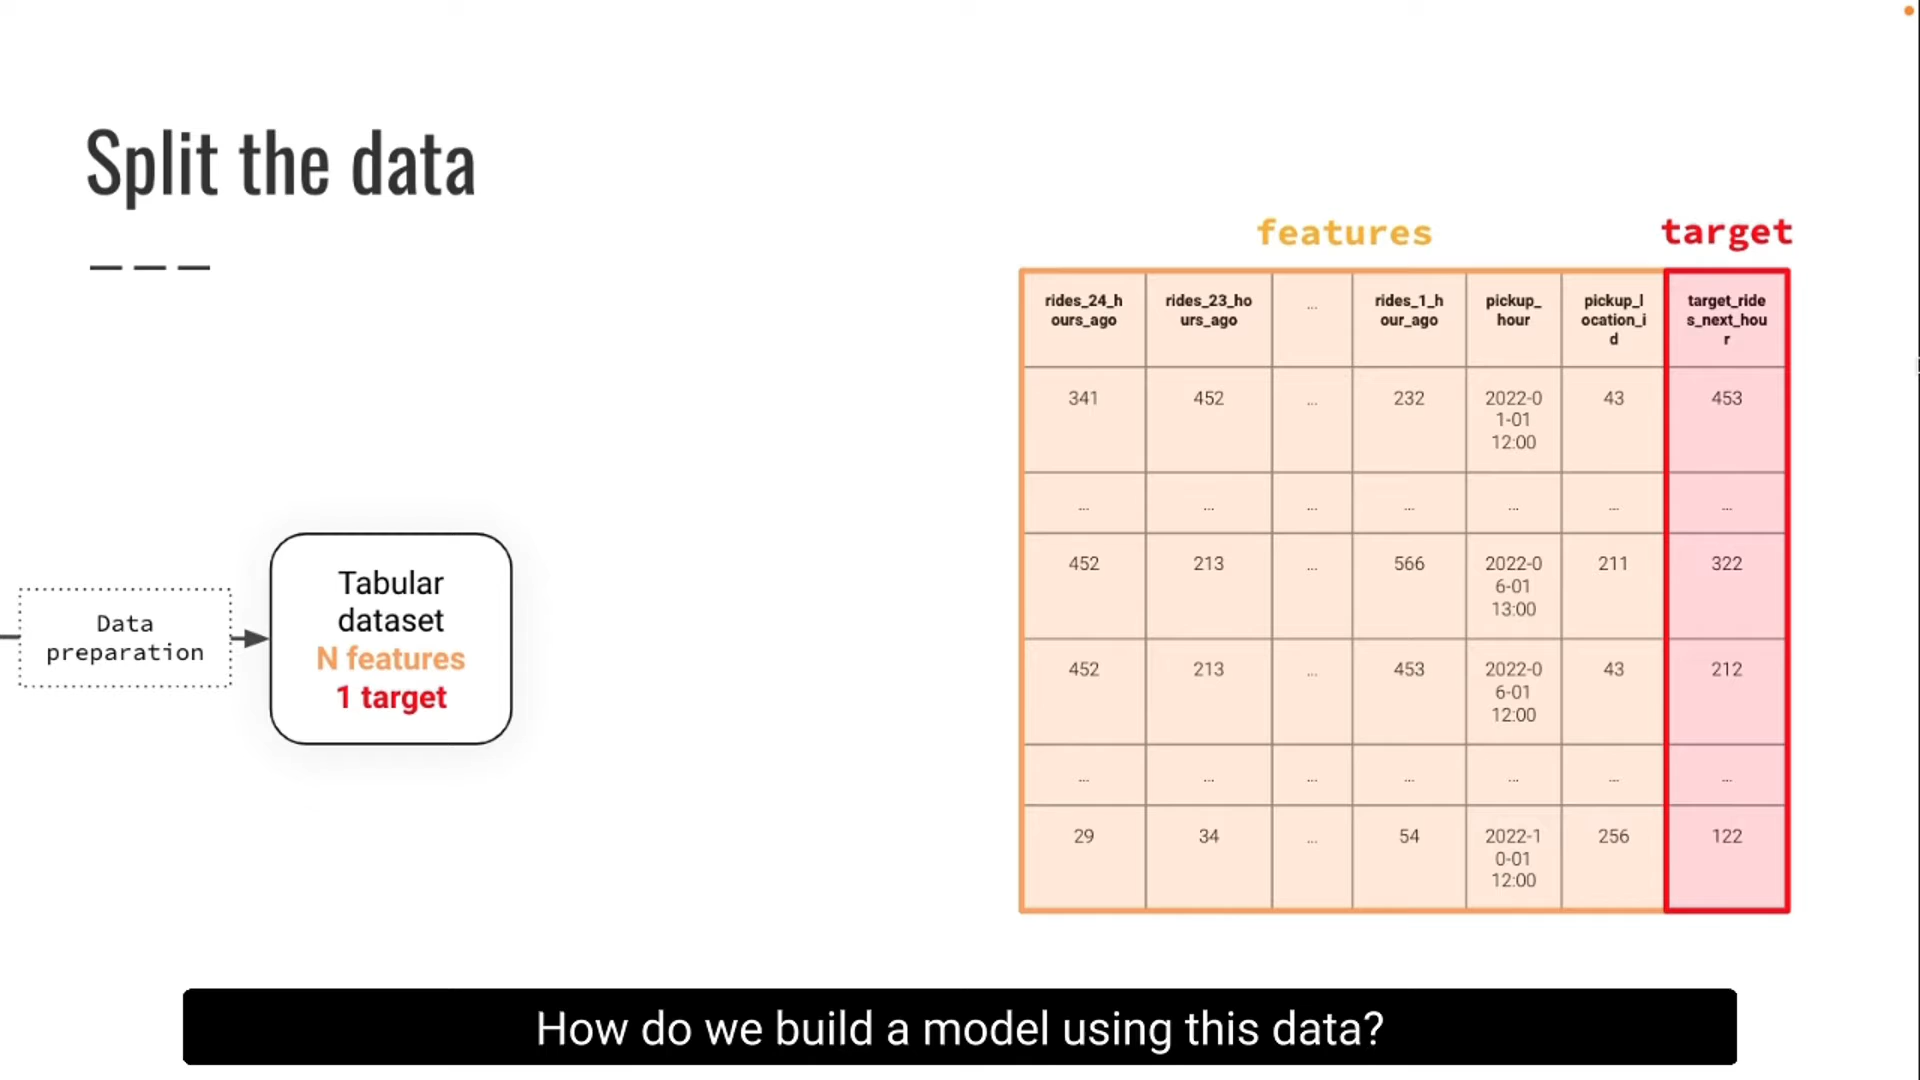 Split the data
features
target
rides_24_h
ours_ago
rides_23_ho
urs_ago
...
rides_1_h
our_ago
pickup_
hour
pickup_l
ocation_i
d
target_ride
s_next_hou
r
341
452
...
232
2022-0
1-01
12:00
43
453
...
...
...
...
...
...
...
452
213
...
566
2022-0
6-01
13:00
211
322
452
213
...
453
2022-0
6-01
12:00
43
212
...
...
...
...
...
...
...
29
34
...
54
2022-1
0-01
12:00
256
122
Data
preparation
Tabular
dataset
N features
1 target
How do we build a model using this data?